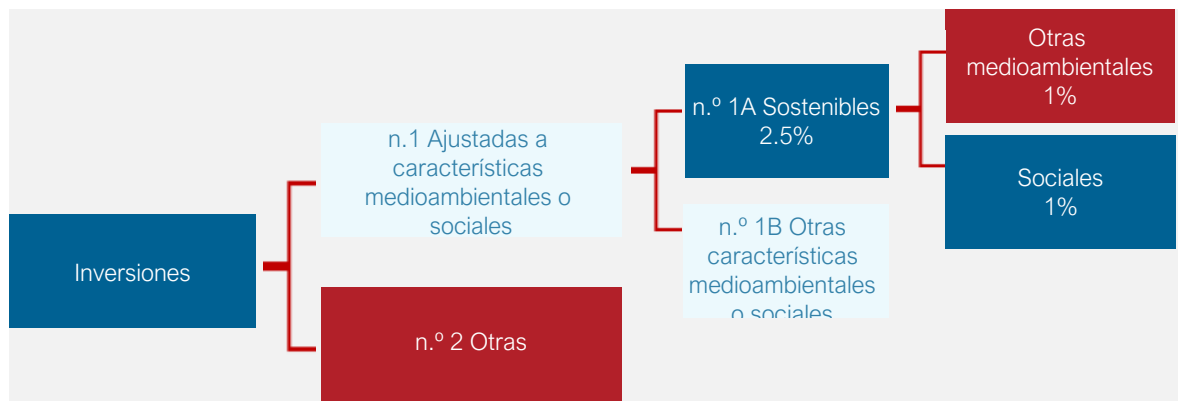 Inversiones
n.1 Ajustadas a
características
medioambientales o
sociales
n.º 2 Otras
n.º 1A Sostenibles
2.5%
n.º 1B Otras
características
medioambientales
o sociales
Otras
medioambientales
1%
Sociales
1%